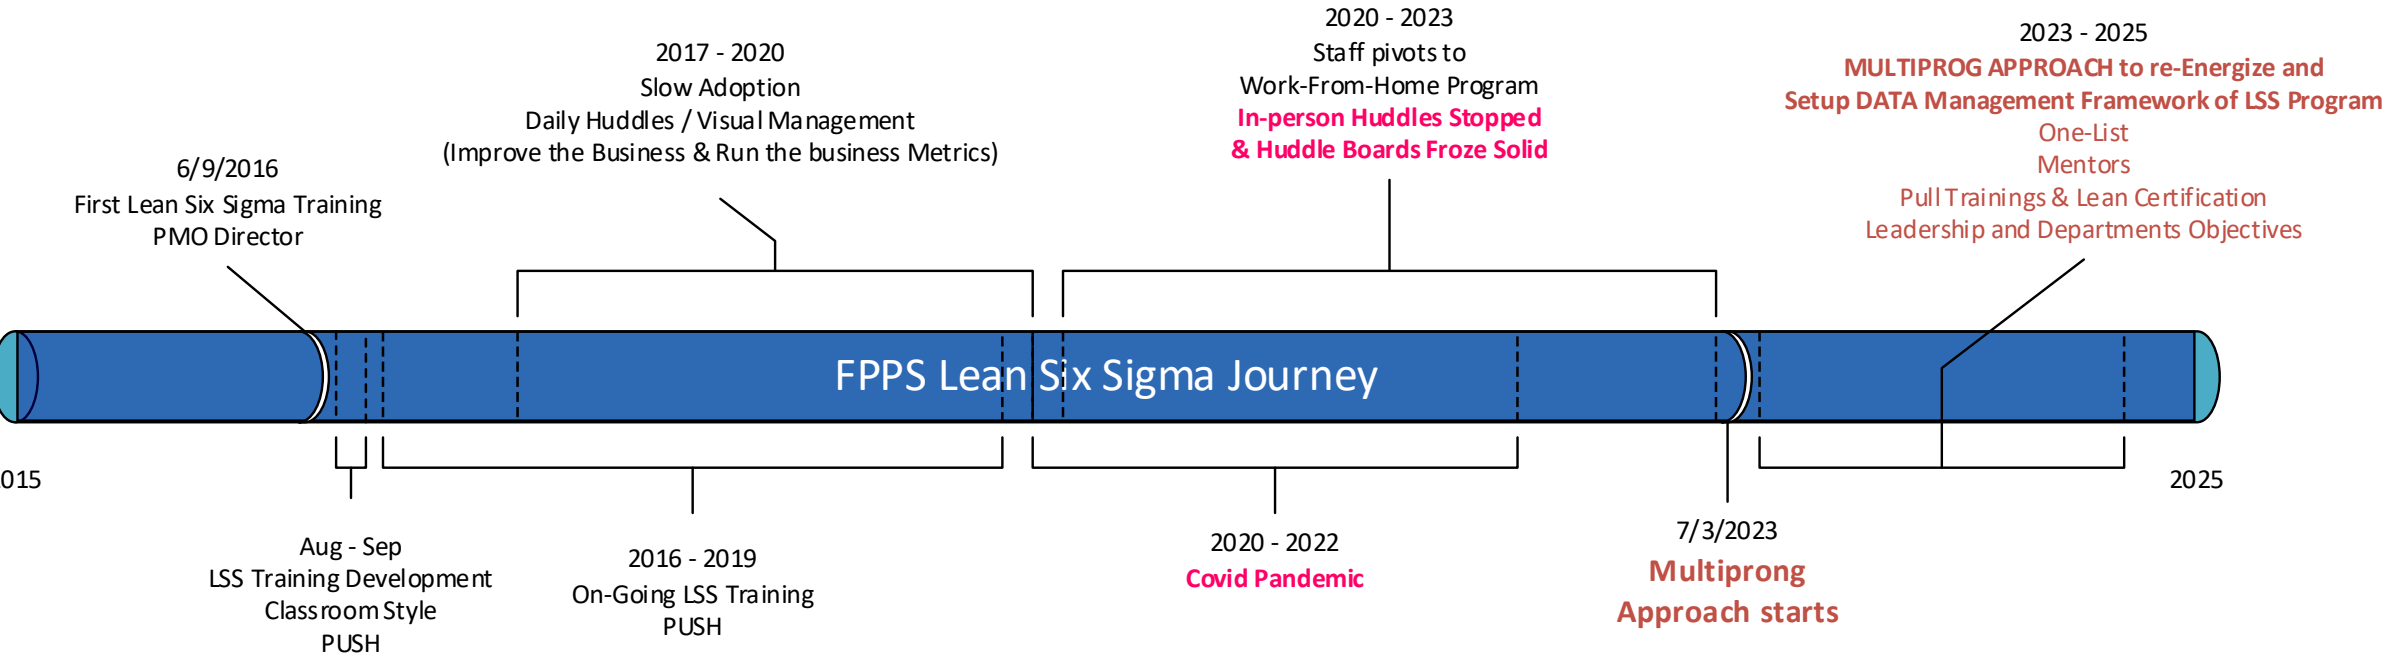 2020 - 2023
Staff pivots to
Work-From-Home Program
In-person Huddles Stopped
& Huddle Boards Froze Solid
2023 - 2025
MULTIPROG APPROACH to re-Energize and
Setup DATA Management Framework of LSS Program
One-List
Mentors
Pull Trainings & Lean Certification
Leadership and Departments Objectives
2017 - 2020
Slow Adoption
Daily Huddles / Visual Management
(Improve the Business & Run the business Metrics)
6/9/2016
First Lean Six Sigma Training
PMO Director
FPPS Lean Six Sigma Journey
015
2025
Aug - Sep
LSS Training Development
Classroom Style
PUSH
2016 - 2019
On-Going LSS Training
PUSH
2020 - 2022
Covid Pandemic
7/3/2023
Multiprong
Approach starts